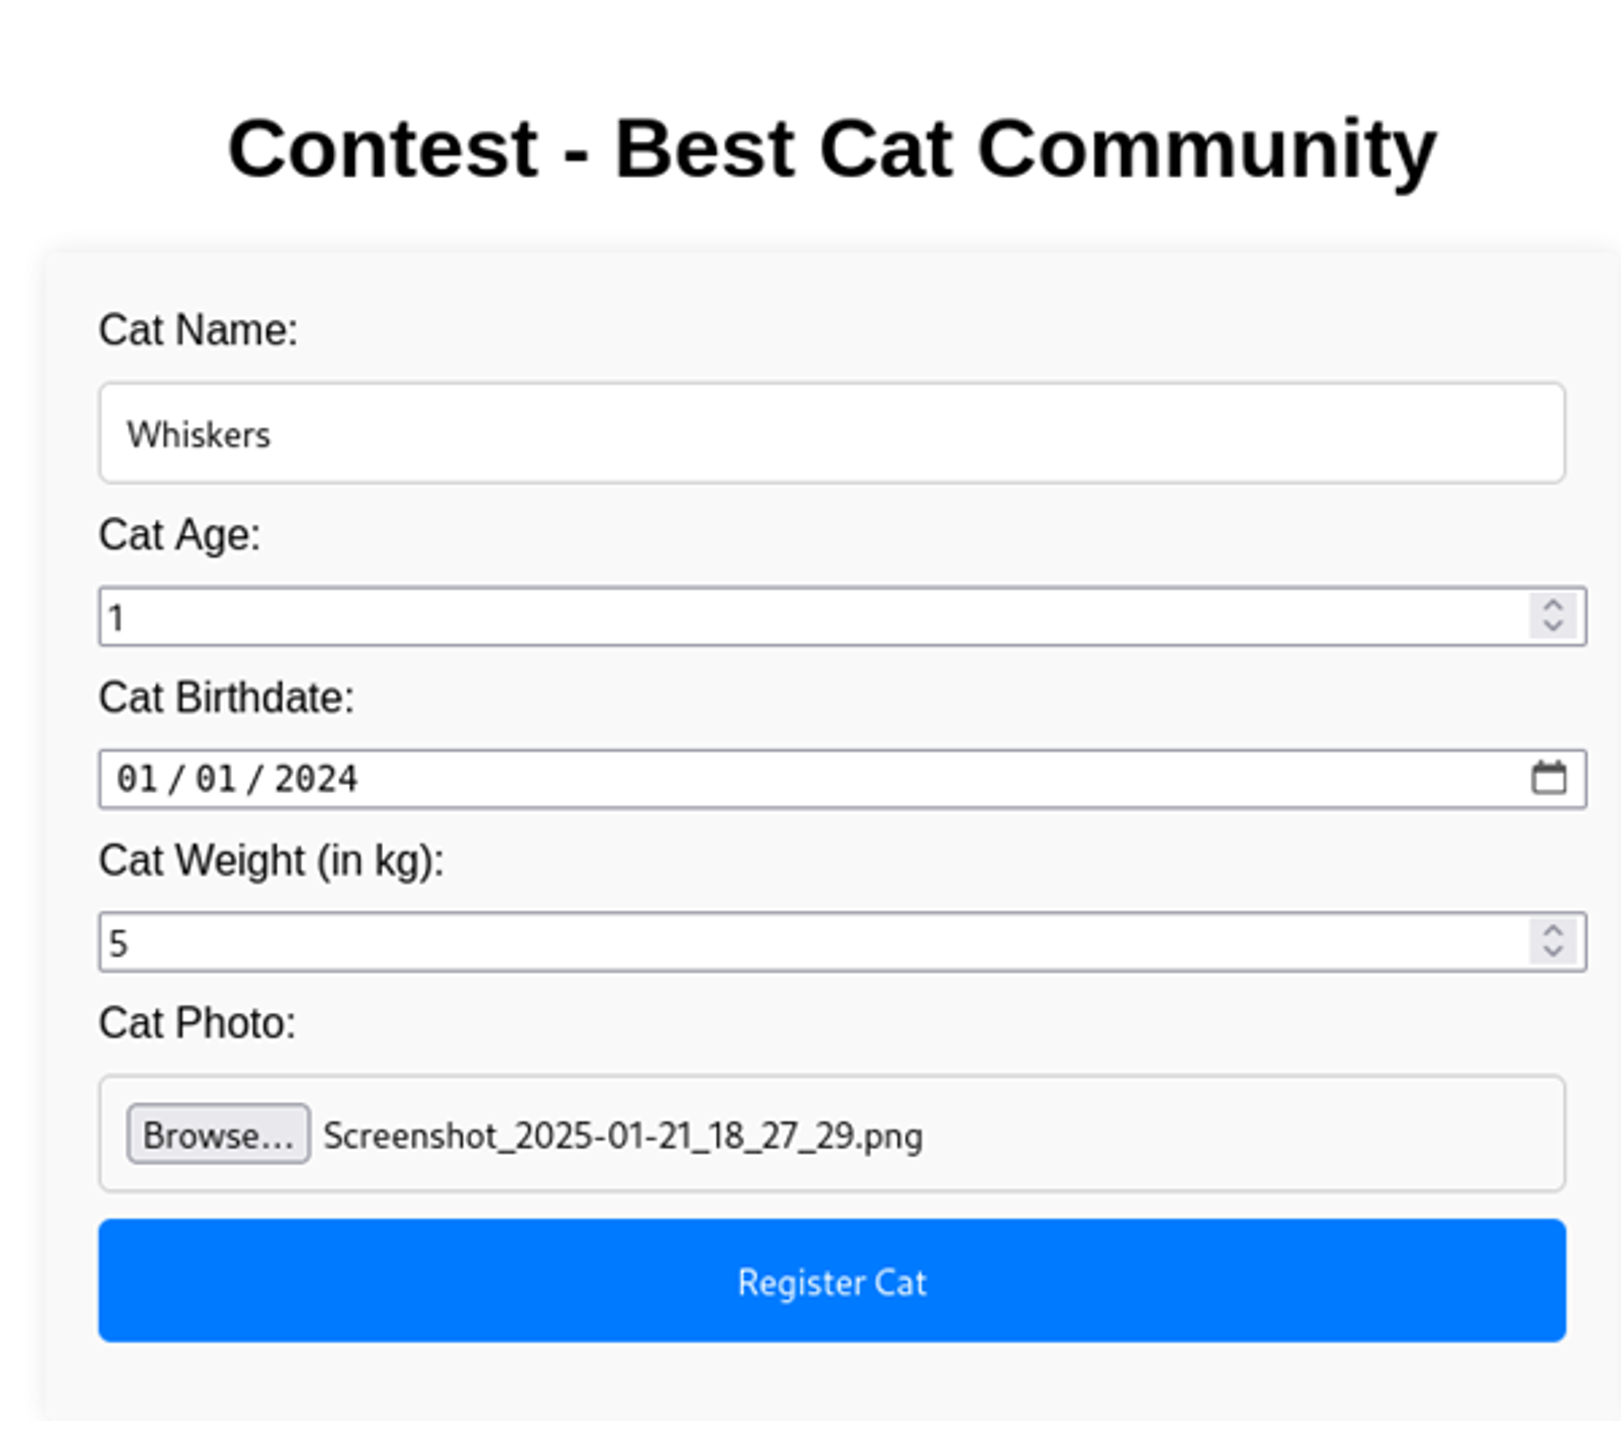 Contest - Best Cat Community
Cat Name:
Whiskers
Cat Age:
1
Cat Birthdate:
01/01/2024
Cat Weight (in kg):
5
Cat Photo:
Browse... Screenshot_2025-01-21_18_27_29.png
Register Cat